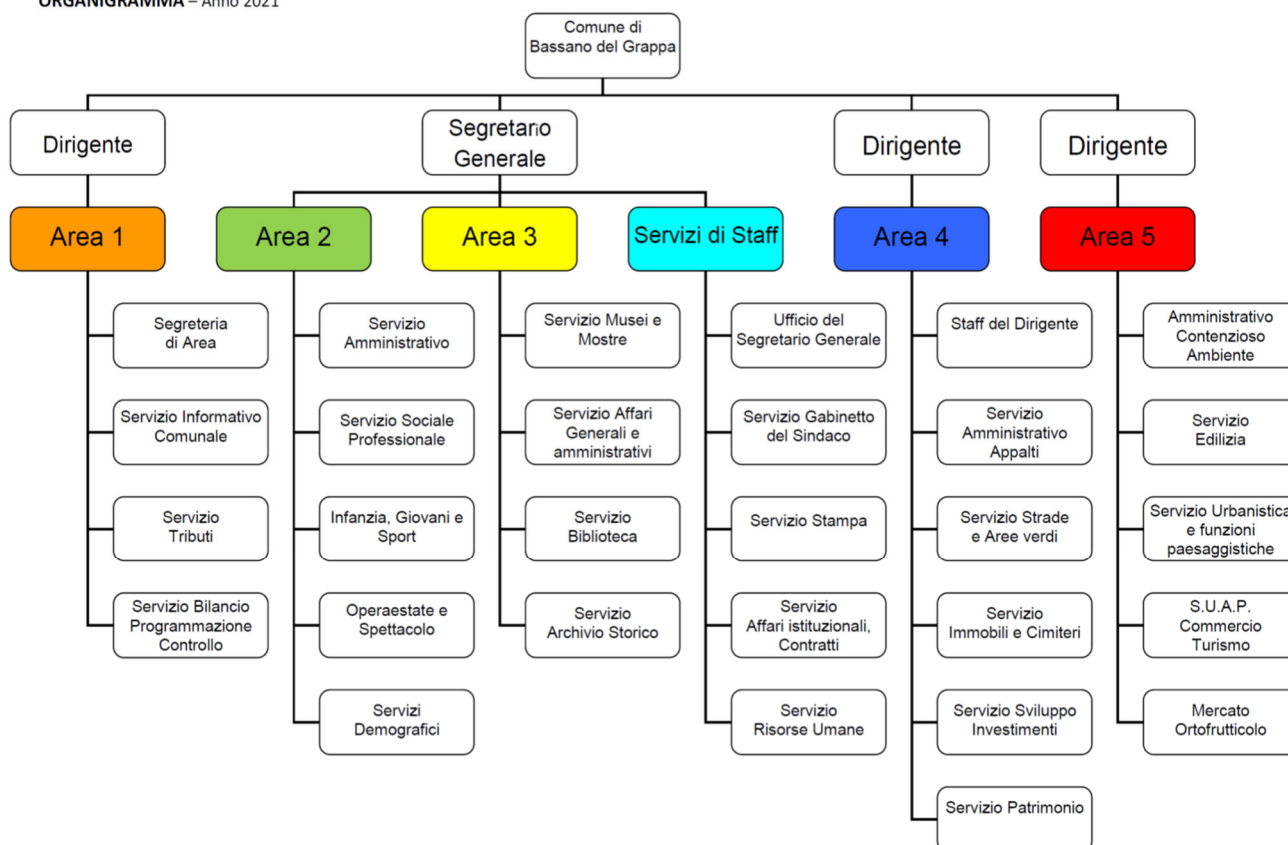 ORGANIGRAMMA – Anno 2021
Comune di
Bassano del Grappa
Dirigente
Segretario
Generale
Dirigente
Dirigente
Area 1
Area 2
Area 3
Servizi di Staff
Area 4
Area 5
Segreteria
di Area
Servizio Informativo
Comunale
Servizio
Tributi
Servizio Bilancio
Programmazione
Controllo
Servizio
Amministrativo
Servizio Sociale
Professionale
Infanzia, Giovani e
Sport
Operaestate e
Spettacolo
Servizi
Demografici
Servizio Musei e
Mostre
Servizio Affari
Generali e
amministrativi
Servizio
Biblioteca
Servizio
Archivio Storico
Ufficio del
Segretario Generale
Servizio Gabinetto
del Sindaco
Servizio Stampa
Servizio
Affari istituzionali,
Contratti
Servizio
Risorse Umane
Staff del Dirigente
Servizio
Amministrativo
Appalti
Servizio Strade
e Aree verdi
Servizio
Immobili e Cimiteri
Servizio Sviluppo
Investimenti
Servizio Patrimonio
Amministrativo
Contenzioso
Ambiente
Servizio
Edilizia
Servizio Urbanistica
e funzioni
paesaggistiche
S.U.A.P.
Commercio
Turismo
Mercato
Ortofrutticolo